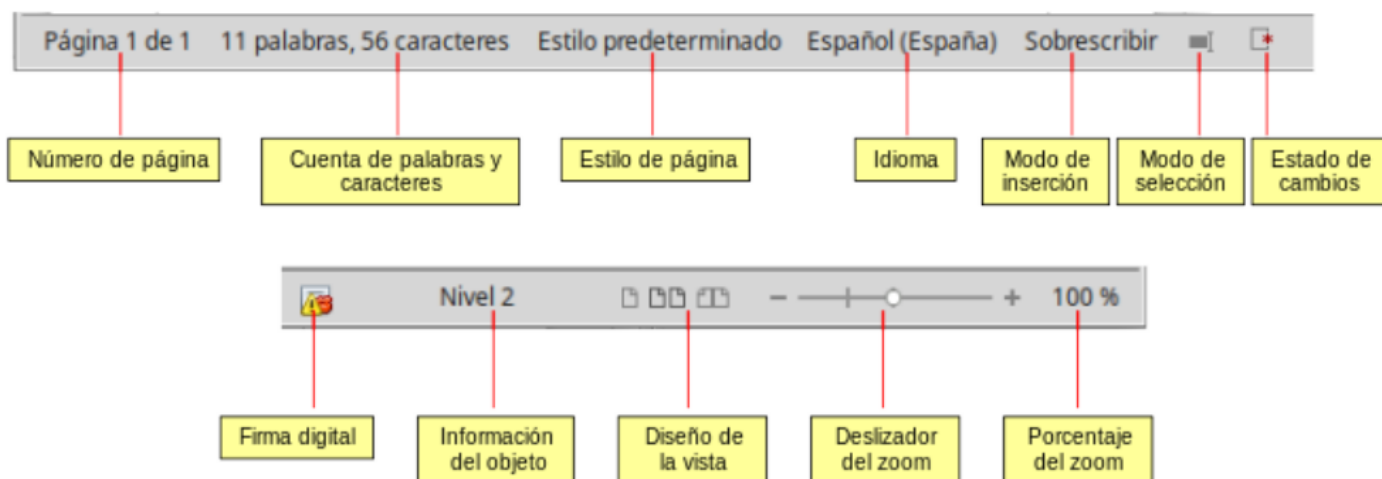 Página 1 de 1 11 palabras, 56 caracteres Estilo predeterminado Español (España) Sobrescribir
Número de página
Cuenta de palabras y
caracteres
Estilo de página
Idioma
Modo de
inserción
Modo de
selección
Estado de
cambios
Nivel 2 100 %
Firma digital
Información
del objeto
Diseño de
la vista
Deslizador
del zoom
Porcentaje
del zoom